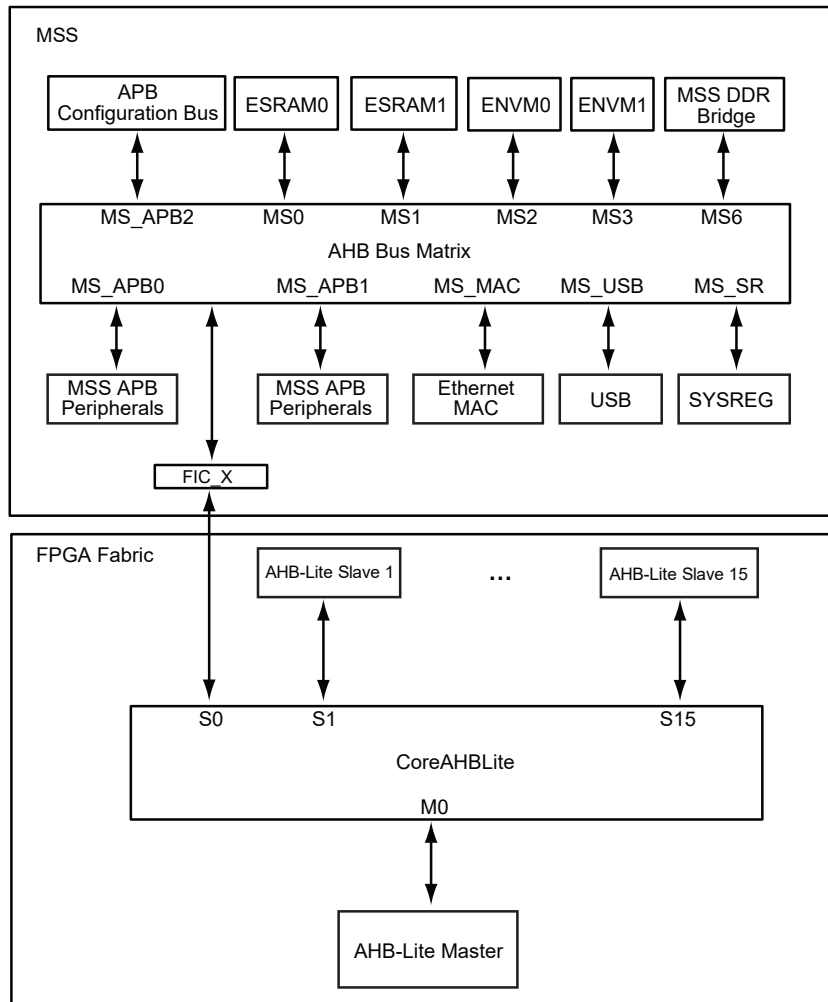 MSS
APB
Configuration Bus
ESRAM0
ESRAM1
ENVM0
ENVM1
MSS DDR
Bridge
MS_APB2
MS0
MS1
MS2
MS3
MS6
AHB Bus Matrix
MS_APB0
MS_APB1
MS_MAC
MS_USB
MS_SR
MSS APB
Peripherals
MSS APB
Peripherals
Ethernet
MAC
USB
SYSREG
FIC_X
FPGA Fabric
AHB-Lite Slave 1
...
AHB-Lite Slave 15
S0
S1
S15
CoreAHBLite
M0
AHB-Lite Master